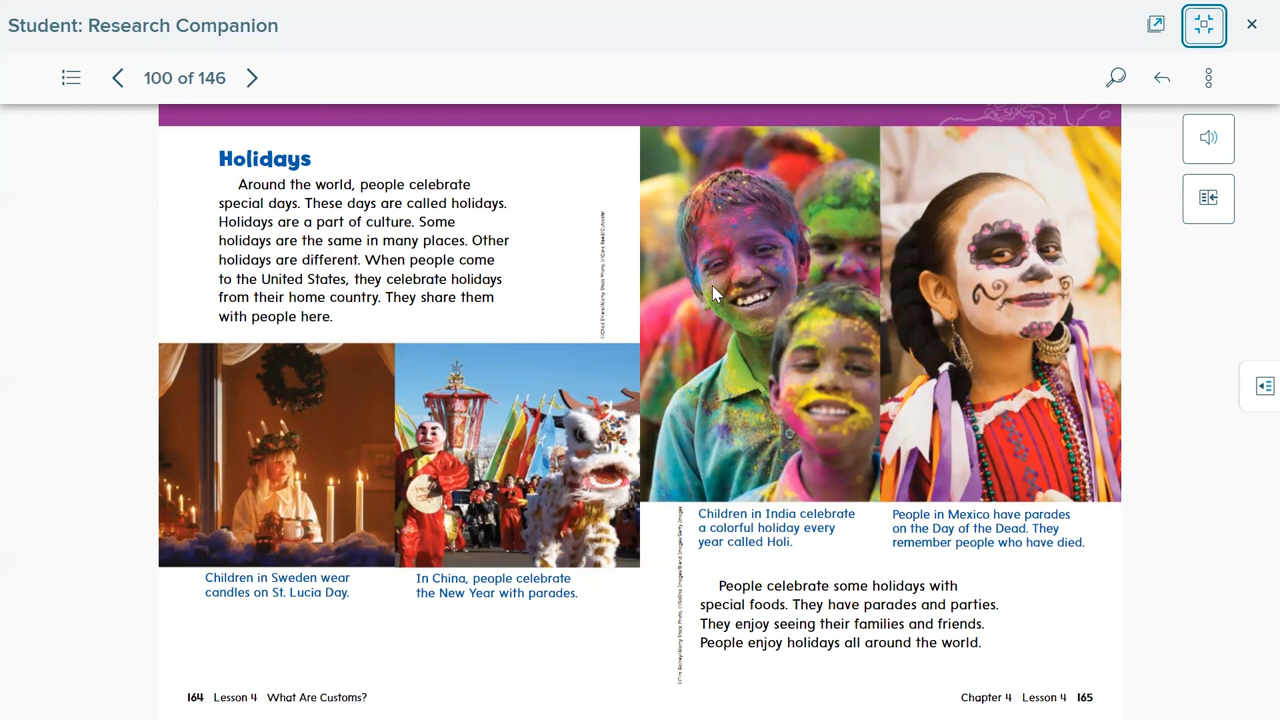 Student: Research Companion
100 of 146
Holidays
Around the world, people celebrate
special days. These days are called holidays.
Holidays are a part of culture. Some
holidays are the same in many places. Other
holidays are different. When people come
to the United States, they celebrate holidays
from their home country. They share them
with people here.
Children in Sweden wear
candles on St. Lucia Day.
In China, people celebrate
the New Year with parades.
164 Lesson 4 What Are Customs?
Children in India celebrate
a colorful holiday every
year called Holi.
People in Mexico have parades
on the Day of the Dead. They
remember people who have died.
People celebrate some holidays with
special foods. They have parades and parties.
They enjoy seeing their families and friends.
People enjoy holidays all around the world.
Chapter 4 Lesson 4 165